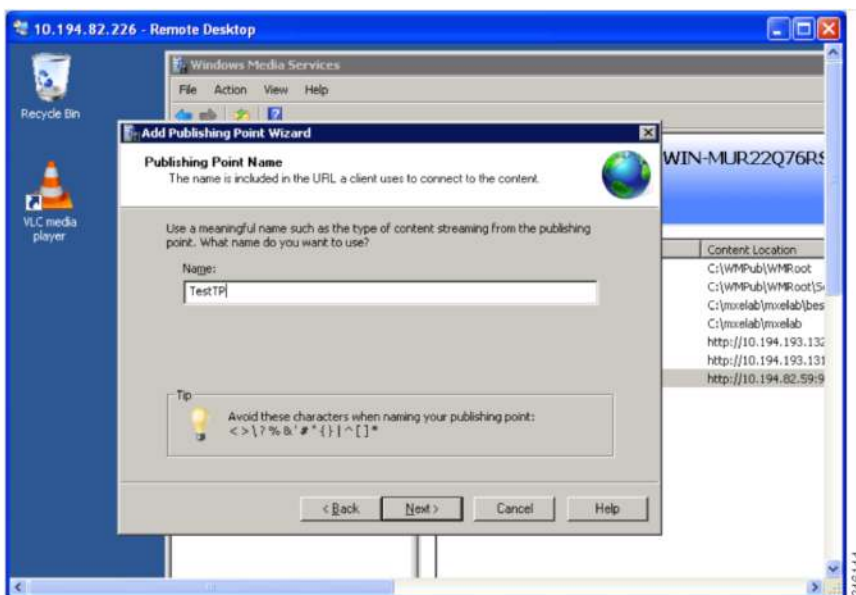 10.194.82.226 - Remote Desktop
Recycle Bin
VLC media
player
Windows Media Services
File Action View Help
Add Publishing Point Wizard
Publishing Point Name
The name is included in the URL a client uses to connect to the content.
Use a meaningful name such as the type of content streaming from the publishing
point. What name do you want to use?
Name:
TestTP
Tip
Avoid these characters when naming your publishing point:
< > \ ? % & ' # " { } | ^ [ ] *
< Back Next > Cancel Help
WIN-MUR22Q76RS
Content Location
C:\WMPub\WMRoot
C:\WMPub\WMRoot\S
C:\mxelab\mxelab\bes
C:\mxelab\mxelab
http://10.194.193.132
http://10.194.193.131
http://10.194.82.59:9